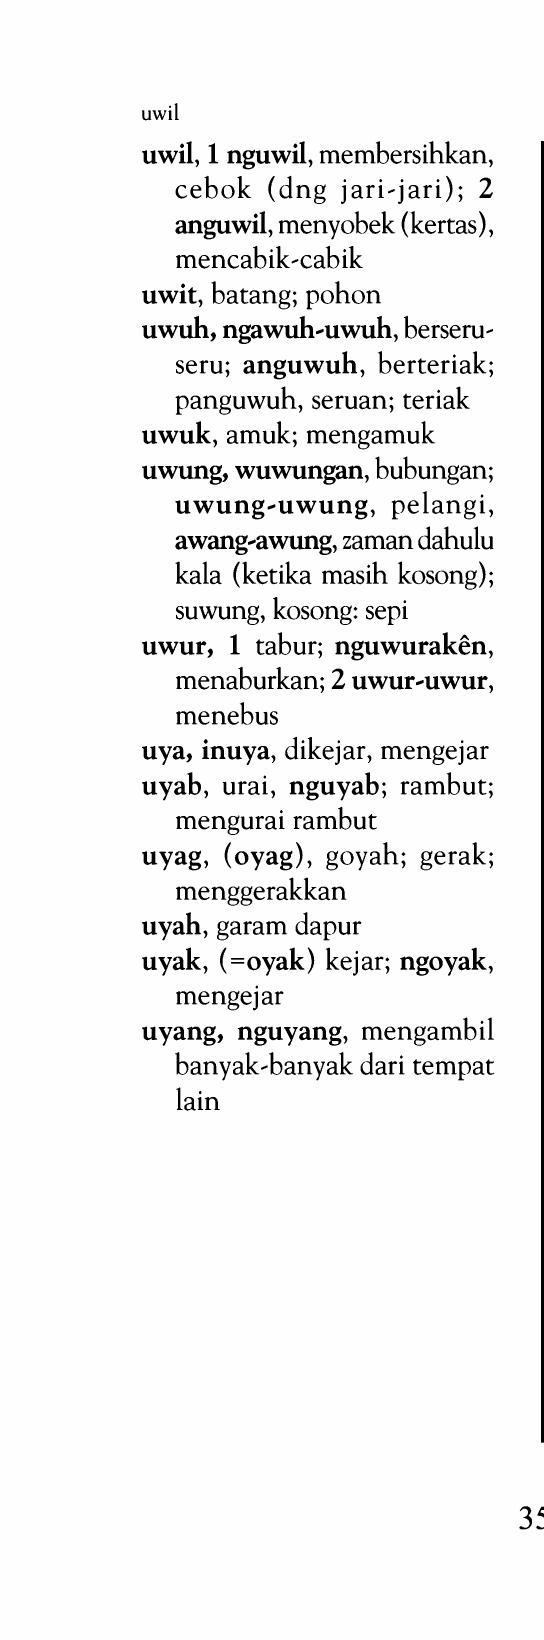 uwil
uwil, 1 nguwil, membersihkan,
cebok (dng jari-jari); 2
anguwil, menyobek (kertas),
mencabik-cabik
uwit, batang; pohon
uwuh, ngawuh-uwuh, berseru-
seru; anguwuh, berteriak;
panguwuh, seruan; teriak
uwuk, amuk; mengamuk
uwung, wuwungan, bubungan;
uwung-uwung, pelangi,
awang-awung, zaman dahulu
kala (ketika masih kosong);
suwung, kosong: sepi
uwur, 1 tabur; nguwurakên,
menaburkan; 2 uwur-uwur,
menebus
uya, inuya, dikejar, mengejar
uyab, urai, nguyab; rambut;
mengurai rambut
uyag, (oyag), goyah; gerak;
menggerakkan
uyah, garam dapur
uyak, (=oyak) kejar; ngoyak,
mengejar
uyang, nguyang, mengambil
banyak-banyak dari tempat
lain